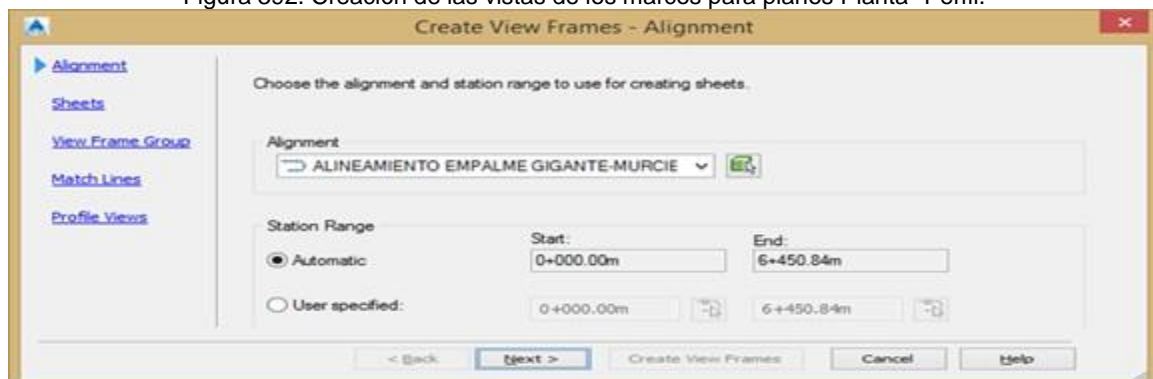 Figura 892. Creación de las vistas de los marcos para planos Planta- Perfil.
Create View Frames - Alignment
Alignment
Sheets
View Frame Group
Match Lines
Profile Views
Choose the alignment and station range to use for creating sheets.
Alignment
ALINEAMIENTO EMPALME GIGANTE-MURCIE
Station Range
Start:
End:
Automatic
0+000.00m
6+450.84m
User specified:
0+000.00m
6+450.84m
< Back
Next >
Create View Frames
Cancel
Help